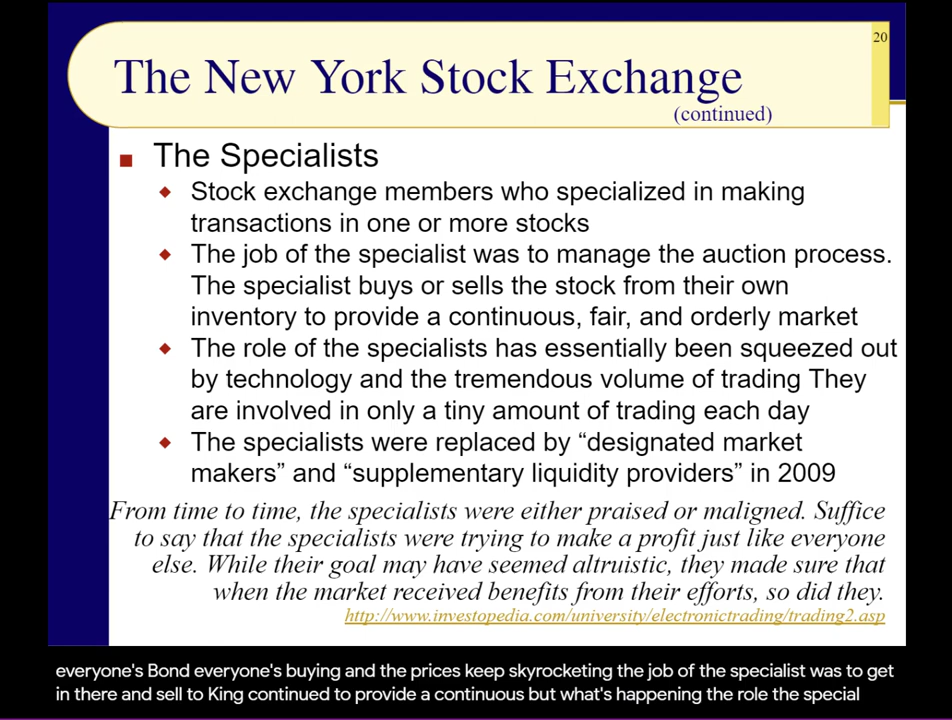 20
The New York Stock Exchange
(continued)
The Specialists
Stock exchange members who specialized in making
transactions in one or more stocks
The job of the specialist was to manage the auction process.
The specialist buys or sells the stock from their own
inventory to provide a continuous, fair, and orderly market
The role of the specialists has essentially been squeezed out
by technology and the tremendous volume of trading They
are involved in only a tiny amount of trading each day
The specialists were replaced by “designated market
makers” and “supplementary liquidity providers” in 2009
From time to time, the specialists were either praised or maligned. Suffice
to say that the specialists were trying to make a profit just like everyone
else. While their goal may have seemed altruistic, they made sure that
when the market received benefits from their efforts, so did they.
http://www.investopedia.com/university/electronictrading/trading2.asp
everyone's Bond everyone's buying and the prices keep skyrocketing the job of the specialist was to get
in there and sell to King continued to provide a continuous but what's happening the role the special